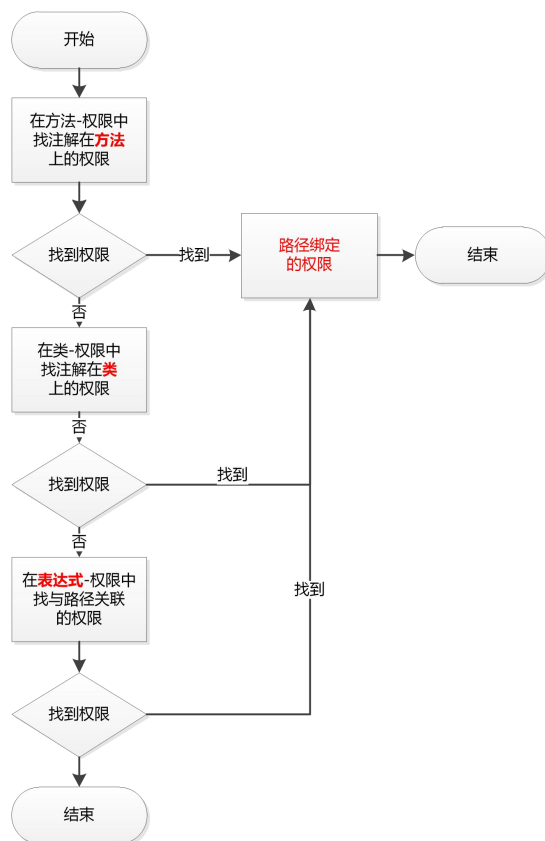 开始
在方法-权限中
找注解在方法
上的权限
找到权限
找到
路径绑定
的权限
结束
否
在类-权限中
找注解在类
上的权限
否
找到权限
找到
否
在表达式-权限中
找与路径关联
的权限
找到
找到权限
结束